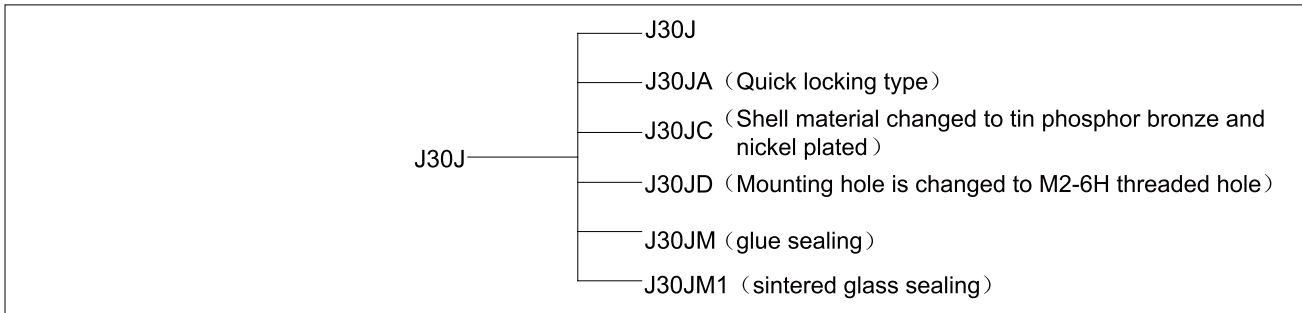 J30J
J30JA（Quick locking type）
J30JC（Shell material changed to tin phosphor bronze and
nickel plated）
J30J
J30JD（Mounting hole is changed to M2-6H threaded hole）
J30JM（glue sealing）
J30JM1（sintered glass sealing）